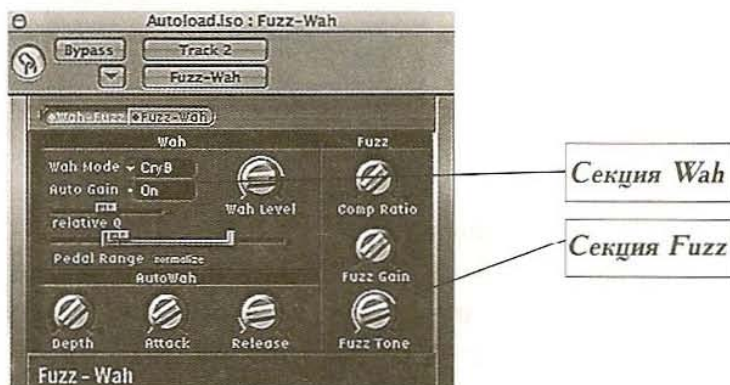 Autoload.lso : Fuzz-Wah
Bypass
Track 2
Fuzz-Wah
Wah-Fuzz
Fuzz-Wah
Wah
Fuzz
Wah Mode
CryB
Auto Gain
On
Wah Level
Comp Ratio
relative Q
Pedal Range
normalize
Fuzz Gain
AutoWah
Depth
Attack
Release
Fuzz Tone
Fuzz - Wah
Секция Wah
Секция Fuzz